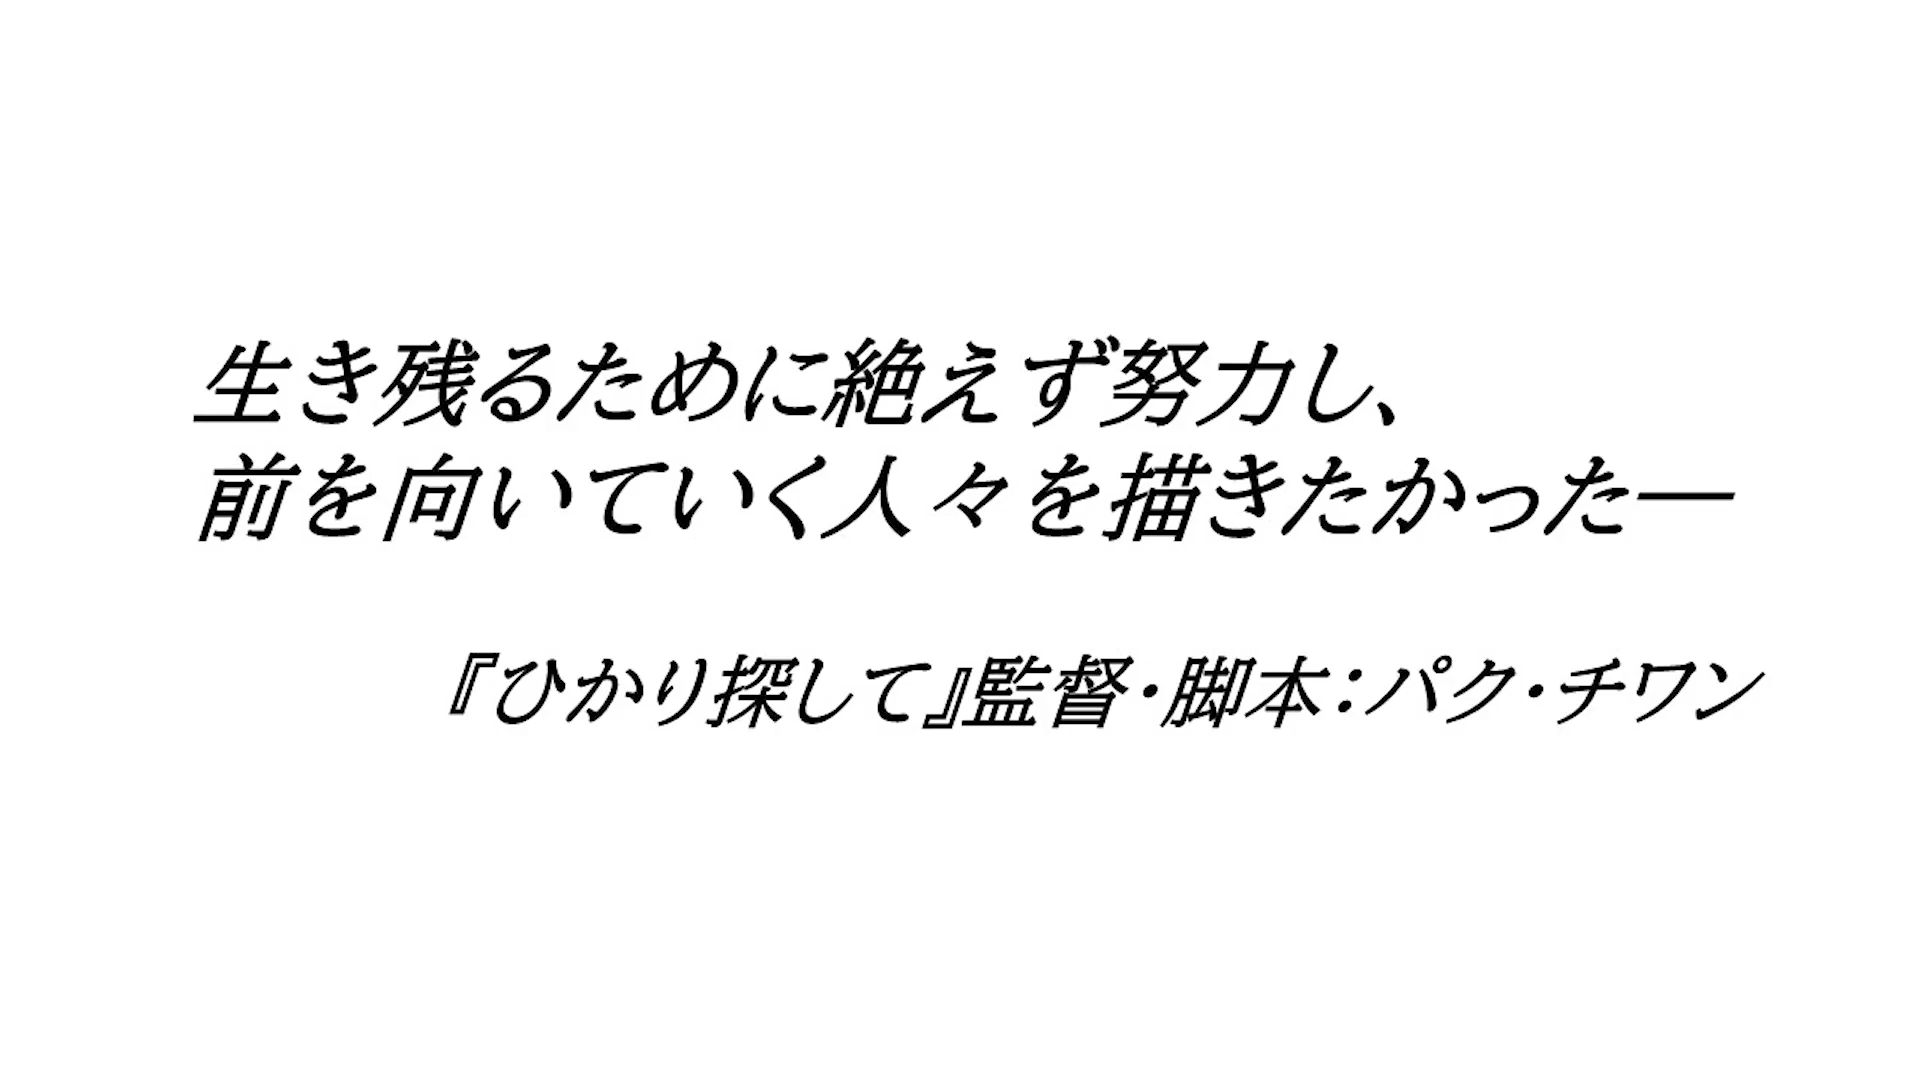 生き残るために絶えず努力し、
前を向いていく人々を描きたかった―
『ひかり探して』監督・脚本：パク・チワン